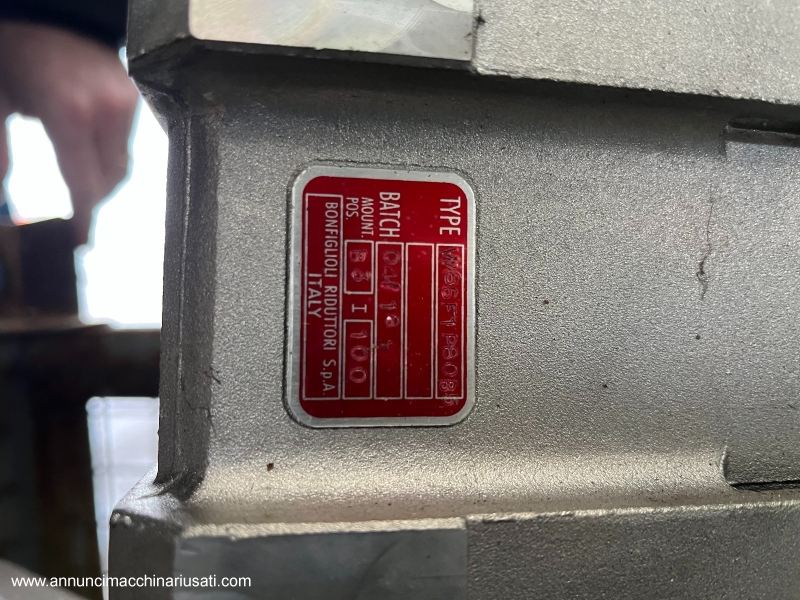 TYPE
BATCH
MOUNT. POS. B3 I 100
BONFIGLIOLI RIDUTTORI S.p.A.
ITALY
www.annuncimacchinariusati.com